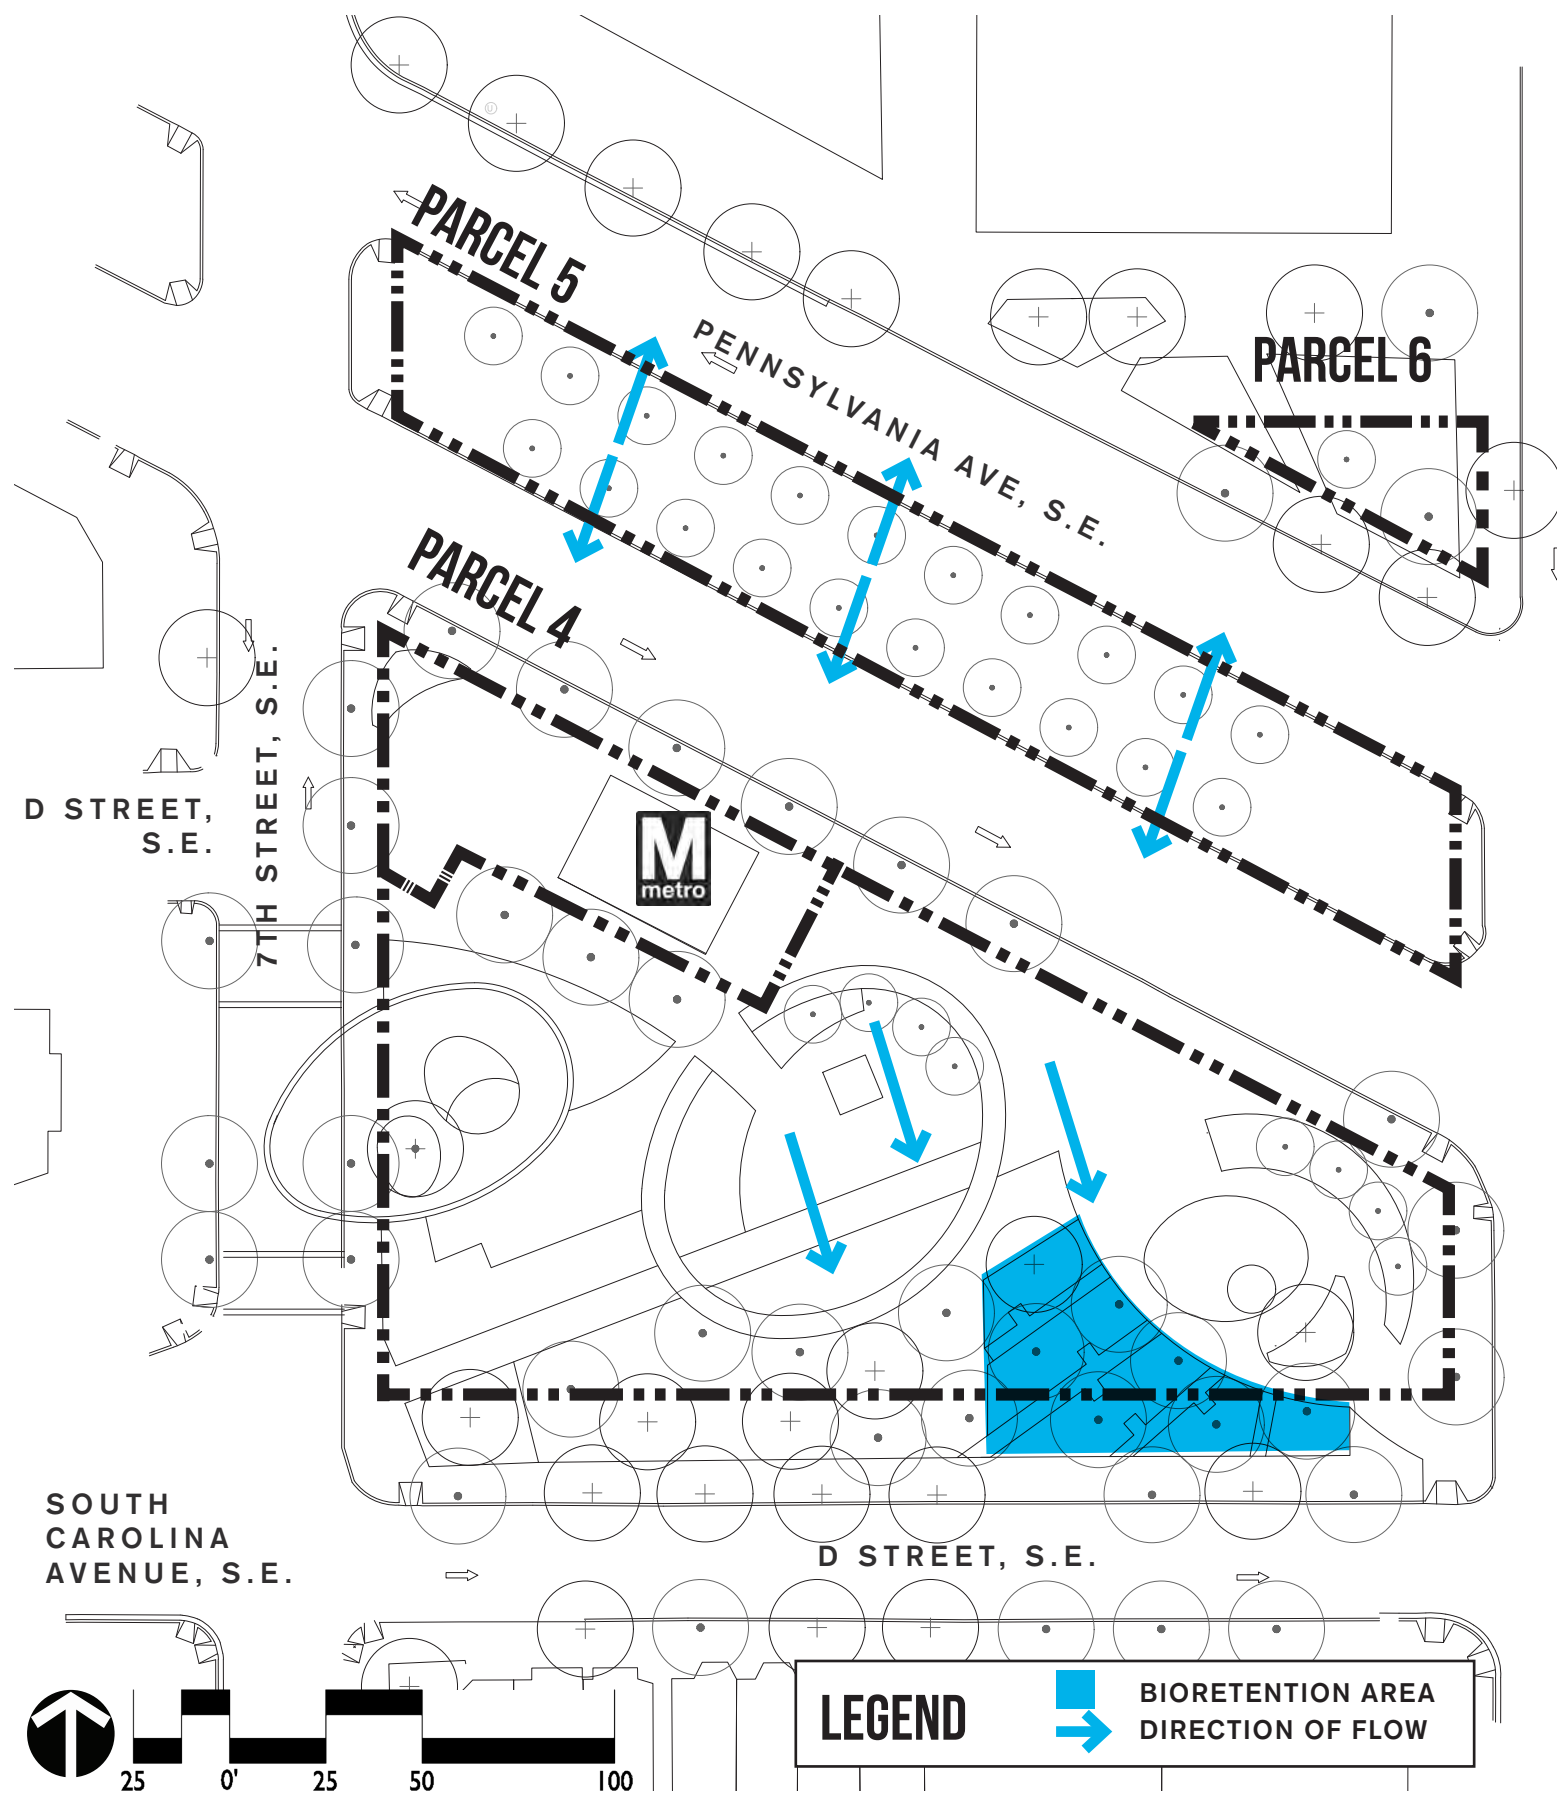 PARCEL 5
PENNSYLVANIA AVE, S.E.
PARCEL 6
PARCEL 4
7TH STREET, S.E.
D STREET,
S.E.
M
metro
SOUTH
CAROLINA
AVENUE, S.E.
D STREET, S.E.
LEGEND
BIORETENTION AREA
DIRECTION OF FLOW
25 0' 25 50 100